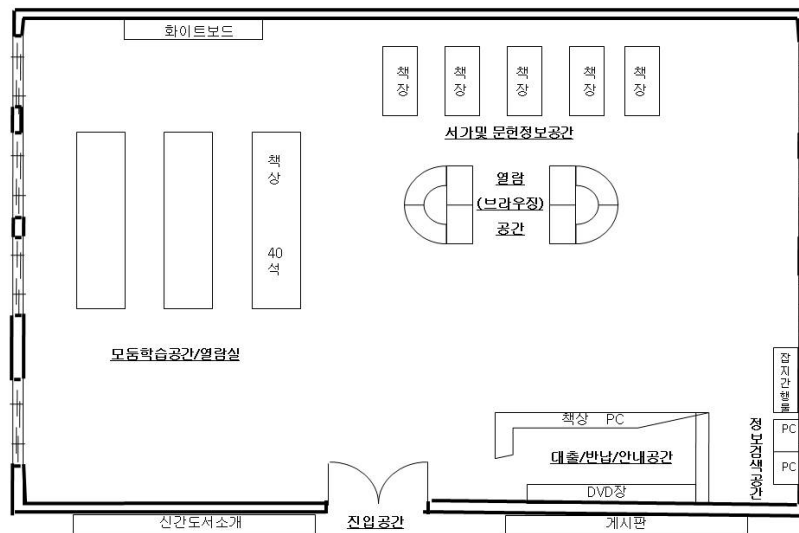 화이트보드
책장
책장
책장
책장
책장
서가및 문헌정보공간
책상
40석
열람
(브라우징)
공간
모둠학습공간/열람실
잡지간행물
책상 PC
정보검색공간
PC
PC
대출/반납/안내공간
DVD장
신간도서소개
진입공간
게시판